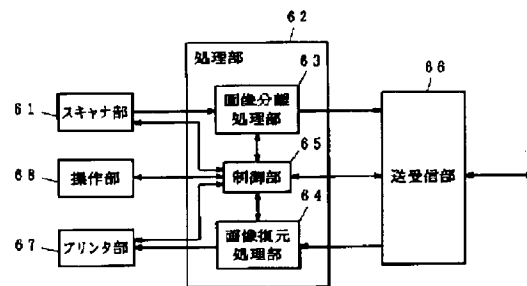 62
処理部
63
66
61
スキャナ部
画像分離
処理部
65
68
操作部
制御部
送受信部
64
67
プリンタ部
画像復元
処理部